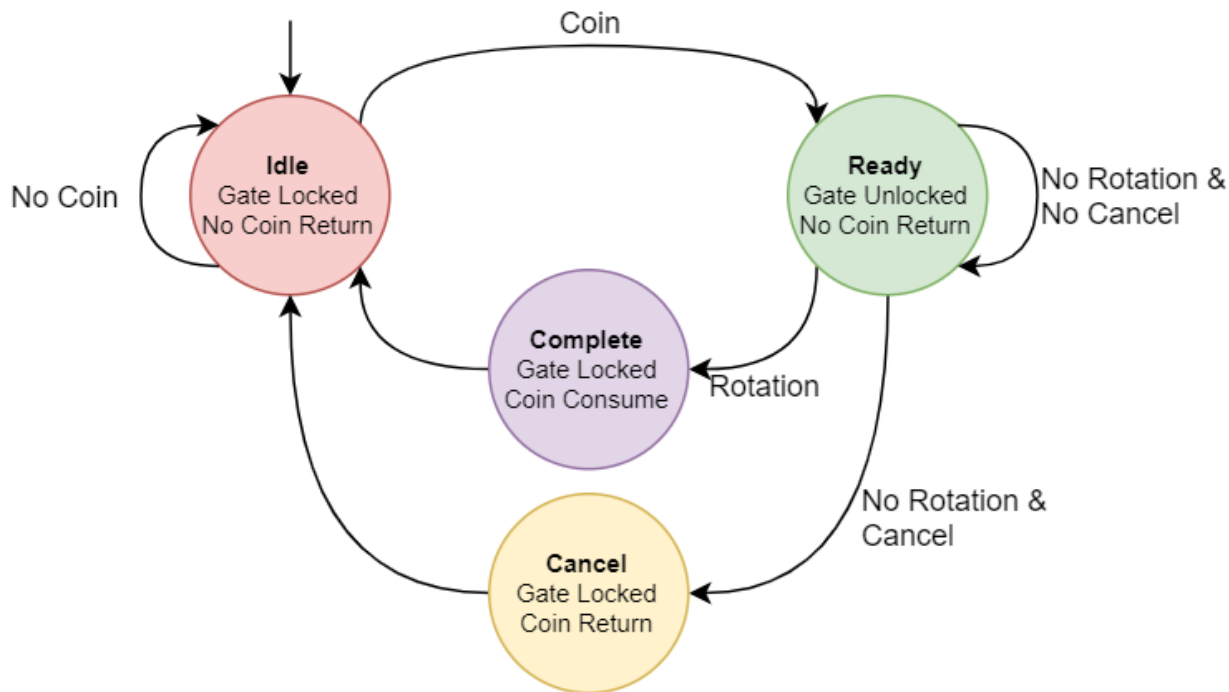 Coin
Idle
Gate Locked
No Coin Return
No Coin
Ready
Gate Unlocked
No Coin Return
No Rotation &
No Cancel
Complete
Gate Locked
Coin Consume
Rotation
No Rotation &
Cancel
Cancel
Gate Locked
Coin Return